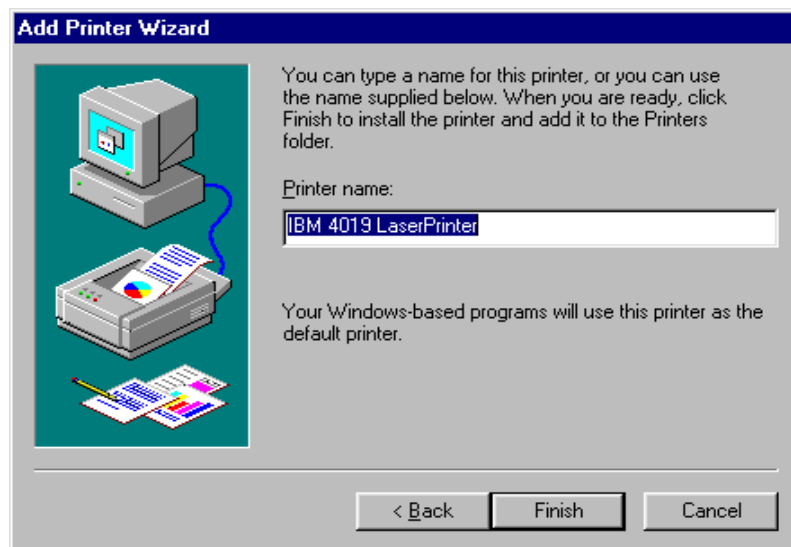 Add Printer Wizard
You can type a name for this printer, or you can use
the name supplied below. When you are ready, click
Finish to install the printer and add it to the Printers
folder.
Printer name:
IBM 4019 LaserPrinter
Your Windows-based programs will use this printer as the
default printer.
< Back
Finish
Cancel